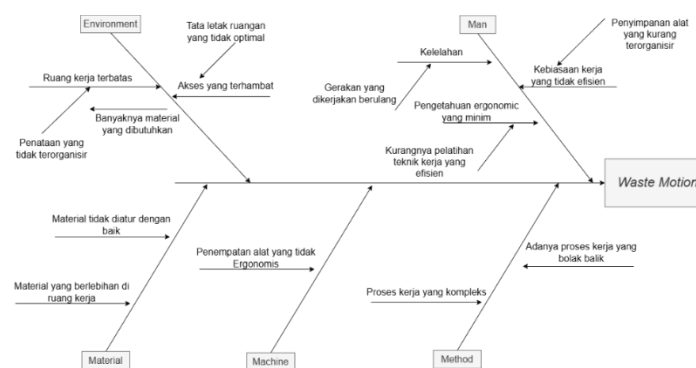 Environment
Tata letak ruangan
yang tidak optimal
Man
Penyimpanan alat
yang kurang
terorganisir
Kelelahan
Ruang kerja terbatas
Akses yang terhambat
Gerakan yang
dikerjakan berulang
Kebiasaan kerja
yang tidak efisien
Banyaknya material
yang dibutuhkan
Pengetahuan ergonomic
yang minim
Penataan yang
tidak terorganisir
Kurangnya pelatihan
teknik kerja yang
efisien
Waste Motion
Material tidak diatur dengan
baik
Penempatan alat yang tidak
Ergonomis
Adanya proses kerja yang
bolak balik
Material yang berlebihan di
ruang kerja
Proses kerja yang kompleks
Material
Machine
Method